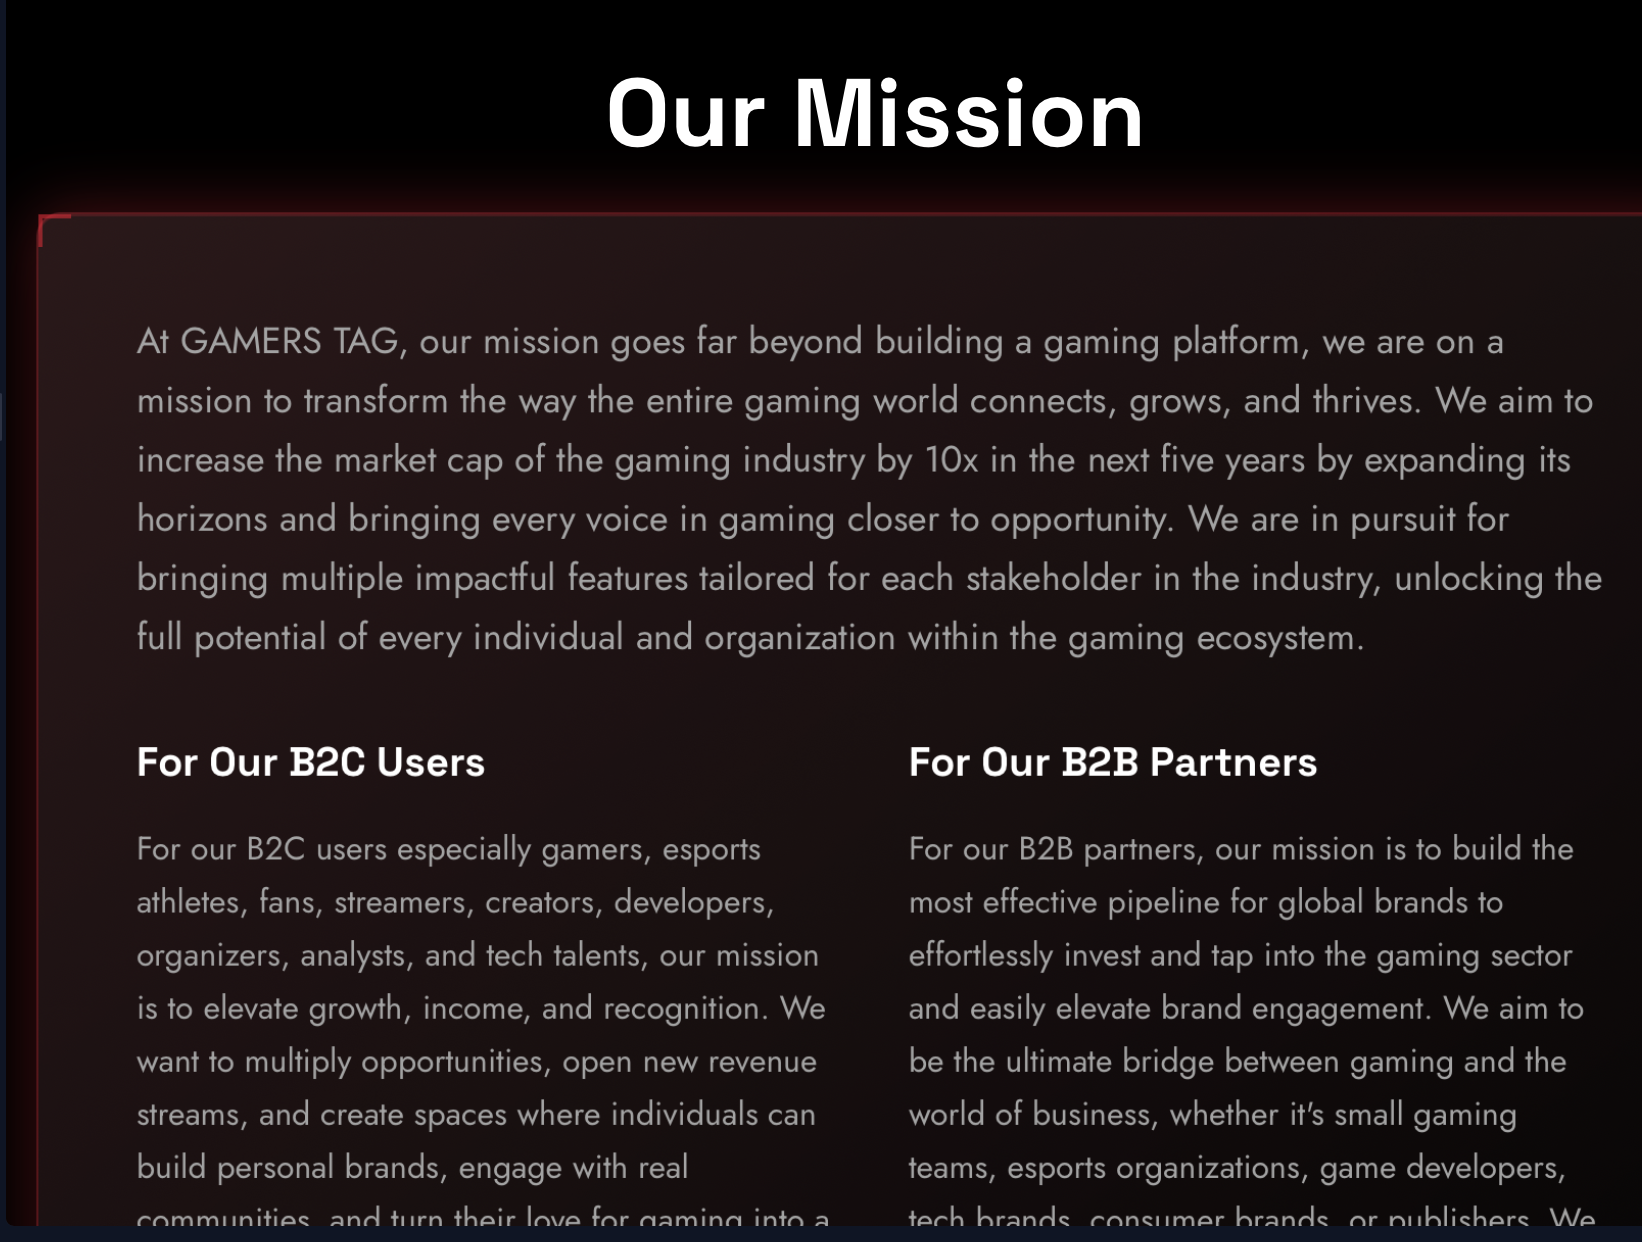 Our Mission
At GAMERS TAG, our mission goes far beyond building a gaming platform, we are on a
mission to transform the way the entire gaming world connects, grows, and thrives. We aim to
increase the market cap of the gaming industry by 10x in the next five years by expanding its
horizons and bringing every voice in gaming closer to opportunity. We are in pursuit for
bringing multiple impactful features tailored for each stakeholder in the industry, unlocking the
full potential of every individual and organization within the gaming ecosystem.
For Our B2C Users
For our B2C users especially gamers, esports
athletes, fans, streamers, creators, developers,
organizers, analysts, and tech talents, our mission
is to elevate growth, income, and recognition. We
want to multiply opportunities, open new revenue
streams, and create spaces where individuals can
build personal brands, engage with real
communities, and turn their love for gaming into a
For Our B2B Partners
For our B2B partners, our mission is to build the
most effective pipeline for global brands to
effortlessly invest and tap into the gaming sector
and easily elevate brand engagement. We aim to
be the ultimate bridge between gaming and the
world of business, whether it's small gaming
teams, esports organizations, game developers,
tech brands, consumer brands, or publishers. We